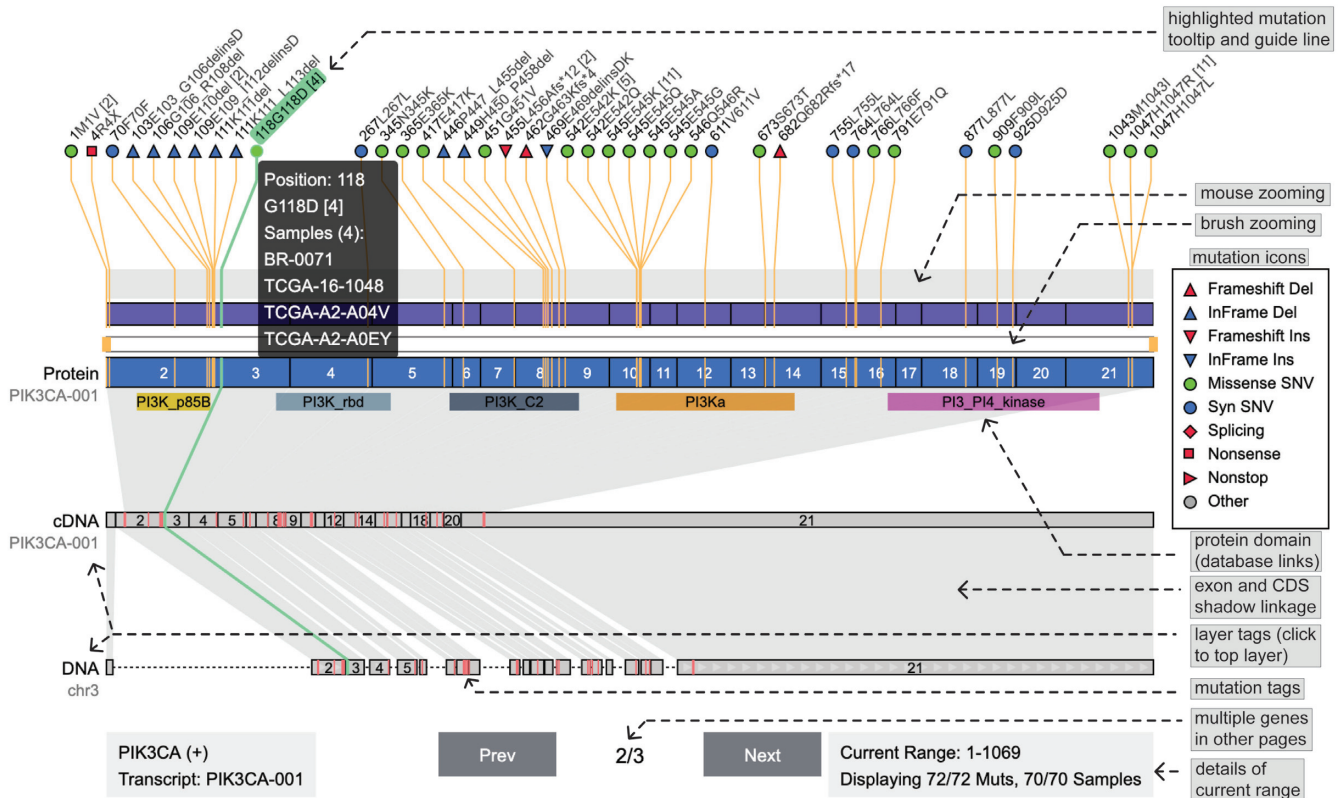 highlighted mutation
tooltip and guide line
1M1V [2]
4R4X
70F70F
103E103_G106delinsD
106G106_R108del
109E110del [2]
109E109_I112delinsD
111K111del
111K111_L113del
118G118D [4]
267L267L
345N345K
365E365K
417E417K
446P447_L455del
449H450_P458del
451G451V
455L456Afs*12 [2]
462G463Kfs*4
469E469delinsDK
542E542K [5]
542E542Q
545E545K [11]
545E545Q
545E545A
545E545G
546Q546R
611V611V
673S673T
682Q682Rfs*17
755L755L
764L764L
766L766F
791E791Q
877L877L
909F909L
925D925D
1043M1043I
1047H1047R [11]
1047H1047L
Position: 118
G118D [4]
Samples (4):
BR-0071
TCGA-16-1048
TCGA-A2-A04V
TCGA-A2-A0EY
mouse zooming
brush zooming
mutation icons
Frameshift Del
InFrame Del
Frameshift Ins
InFrame Ins
Missense SNV
Syn SNV
Splicing
Nonsense
Nonstop
Other
Protein 2 3 4 5 6 7 8 9 10 11 12 13 14 15 16 17 18 19 20 21
PIK3CA-001
PI3K_p85B PI3K_rbd PI3K_C2 PI3Ka PI3_PI4_kinase
cDNA 2 3 4 5 8 9 12 14 18 20 21
PIK3CA-001
protein domain
(database links)
exon and CDS
shadow linkage
layer tags (click
to top layer)
DNA 2 3 4 5 21
chr3
mutation tags
multiple genes
in other pages
PIK3CA (+)
Transcript: PIK3CA-001
Prev 2/3 Next
Current Range: 1-1069
Displaying 72/72 Muts, 70/70 Samples
details of
current range